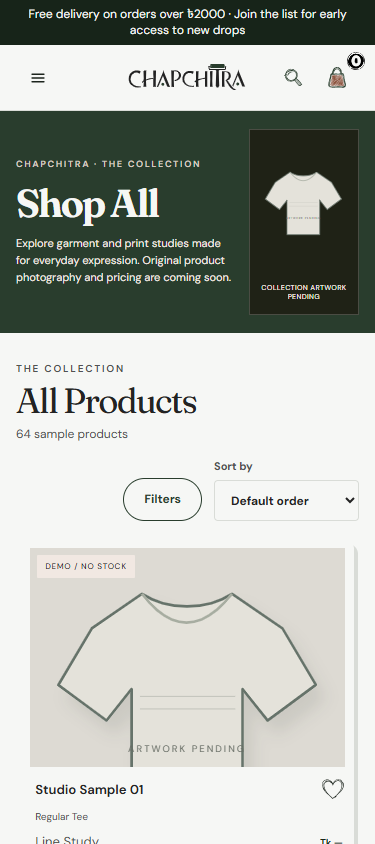 Free delivery on orders over ৳2000 · Join the list for early
access to new drops
CHAPCHITRA
0
CHAPCHITRA · THE COLLECTION
Shop All
Explore garment and print studies made
for everyday expression. Original product
photography and pricing are coming soon.
COLLECTION ARTWORK
PENDING
THE COLLECTION
All Products
64 sample products
Sort by
Filters
Default order
DEMO / NO STOCK
ARTWORK PENDING
Studio Sample 01
Regular Tee
Line Study
Tk —